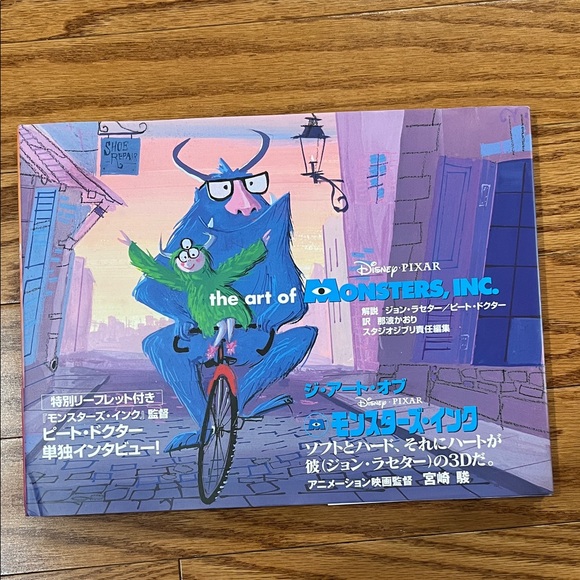 SHOE
REPAIR
DISNEY·PIXAR
the art of MONSTERS, INC.
解説 ジョン・ラセター／ピート・ドクター
訳 那波かおり
スタジオジブリ責任編集
特別リーフレット付き
『モンスターズ・インク』監督
ピート・ドクター
単独インタビュー！
ジ・アート・オブ
DISNEY·PIXAR
モンスターズ・インク
ソフトとハード、それにハートが
彼（ジョン・ラセター）の3Dだ。
アニメーション映画監督 宮崎 駿